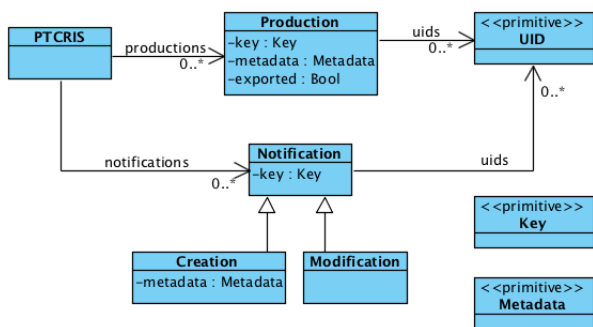 PTCRIS
productions
0..*
Production
–key : Key
–metadata : Metadata
–exported : Bool
uids
0..*
<<primitive>>
UID
0..*
notifications
0..*
Notification
–key : Key
uids
<<primitive>>
Key
Creation
–metadata : Metadata
Modification
<<primitive>>
Metadata